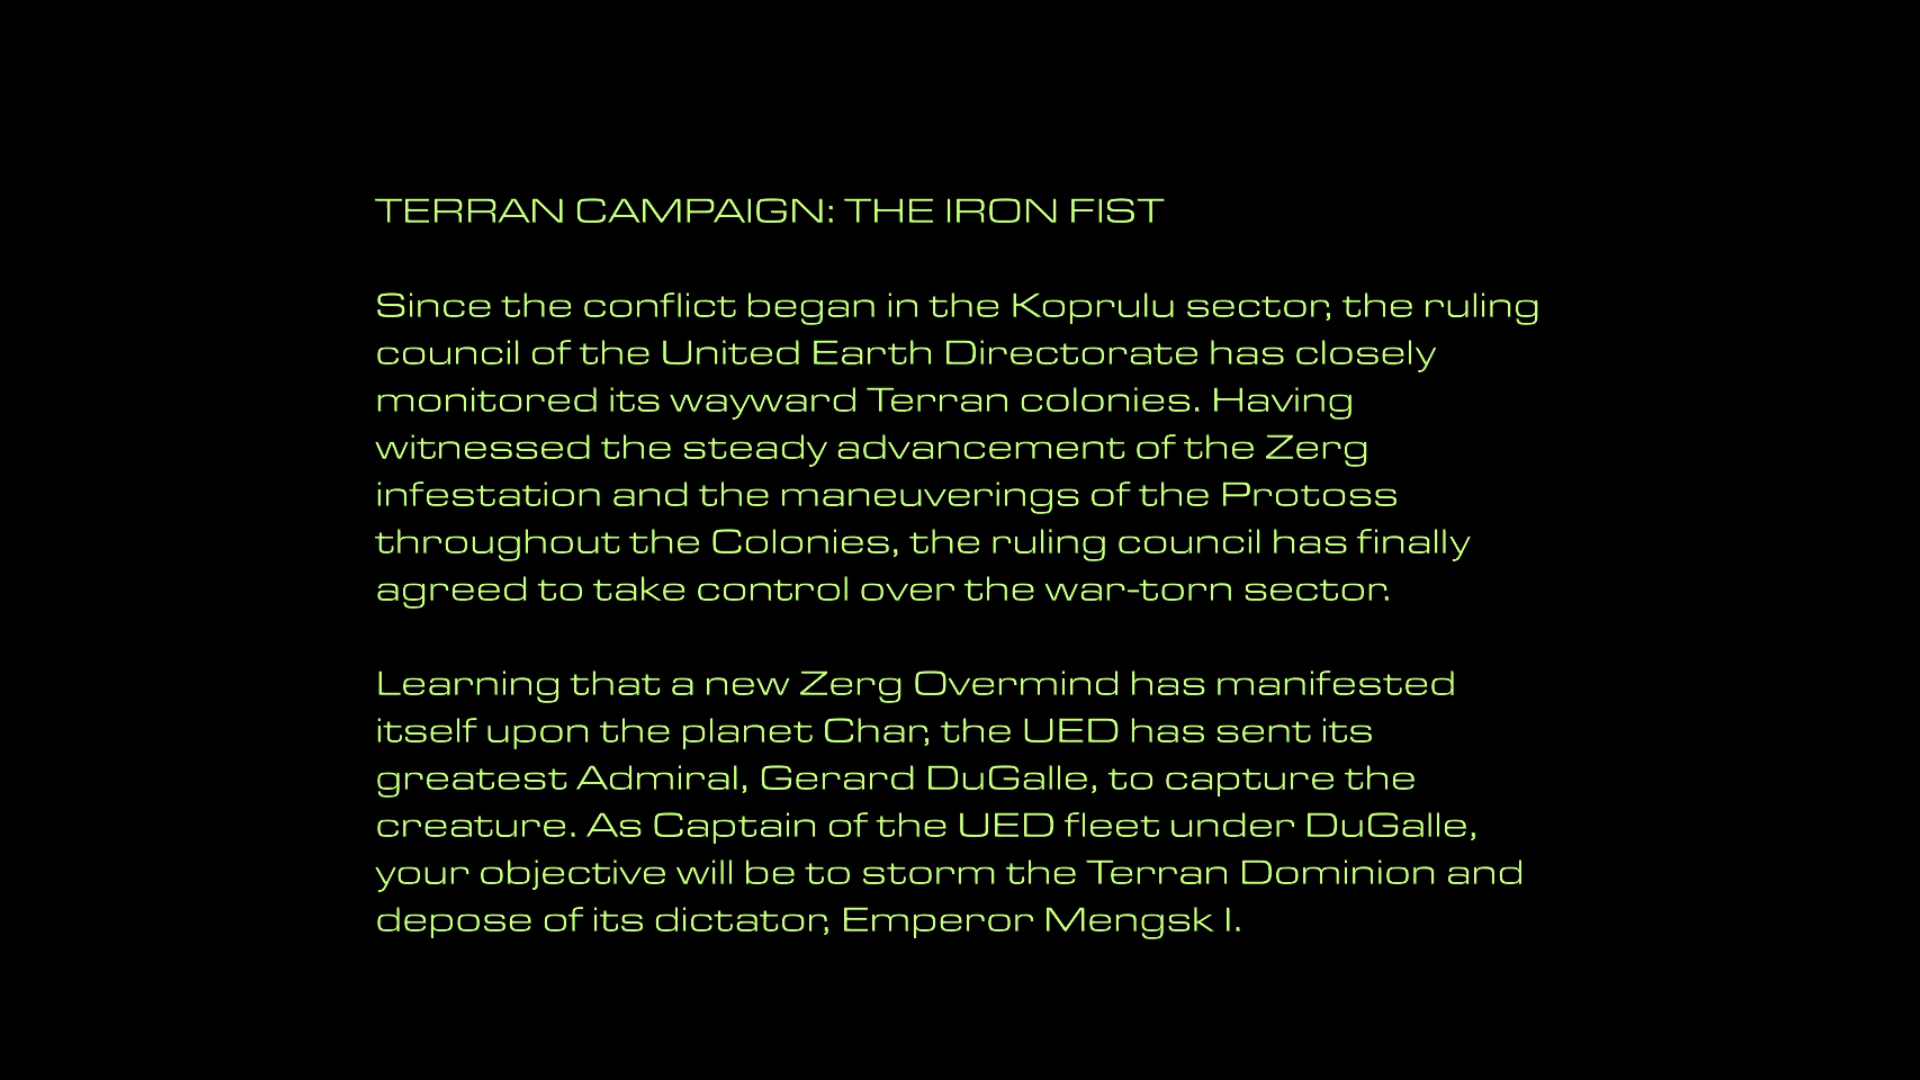 TERRAN CAMPAIGN: THE IRON FIST
Since the conflict began in the Koprulu sector, the ruling
council of the United Earth Directorate has closely
monitored its wayward Terran colonies. Having
witnessed the steady advancement of the Zerg
infestation and the maneuverings of the Protoss
throughout the Colonies, the ruling council has finally
agreed to take control over the war-torn sector.
Learning that a new Zerg Overmind has manifested
itself upon the planet Char, the UED has sent its
greatest Admiral, Gerard DuGalle, to capture the
creature. As Captain of the UED fleet under DuGalle,
your objective will be to storm the Terran Dominion and
depose of its dictator, Emperor Mengsk I.